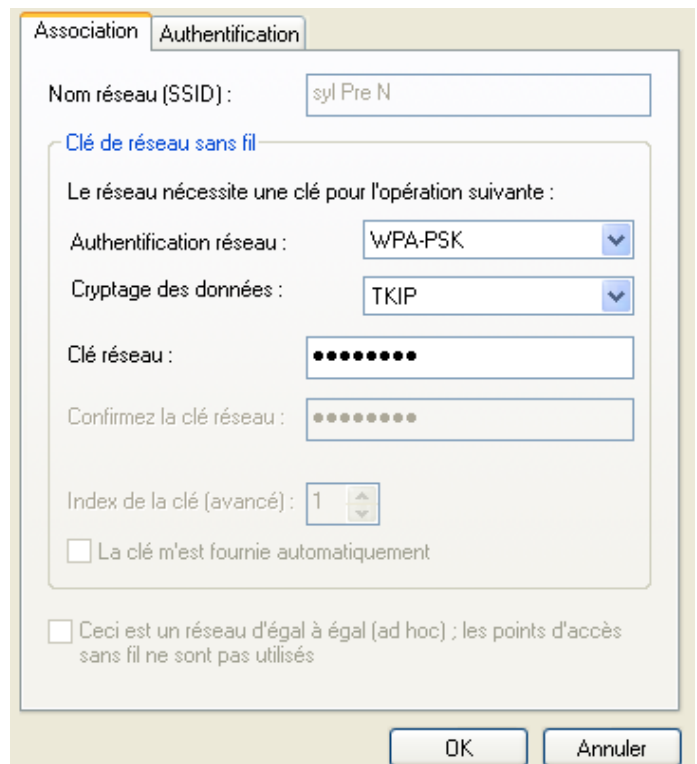 Association Authentification
Nom réseau (SSID) : syl Pre N
Clé de réseau sans fil
Le réseau nécessite une clé pour l'opération suivante :
Authentification réseau : WPA-PSK
Cryptage des données : TKIP
Clé réseau : ••••••••
Confirmez la clé réseau : ••••••••
Index de la clé (avancé) : 1
La clé m'est fournie automatiquement
Ceci est un réseau d'égal à égal (ad hoc) ; les points d'accès
sans fil ne sont pas utilisés
OK Annuler